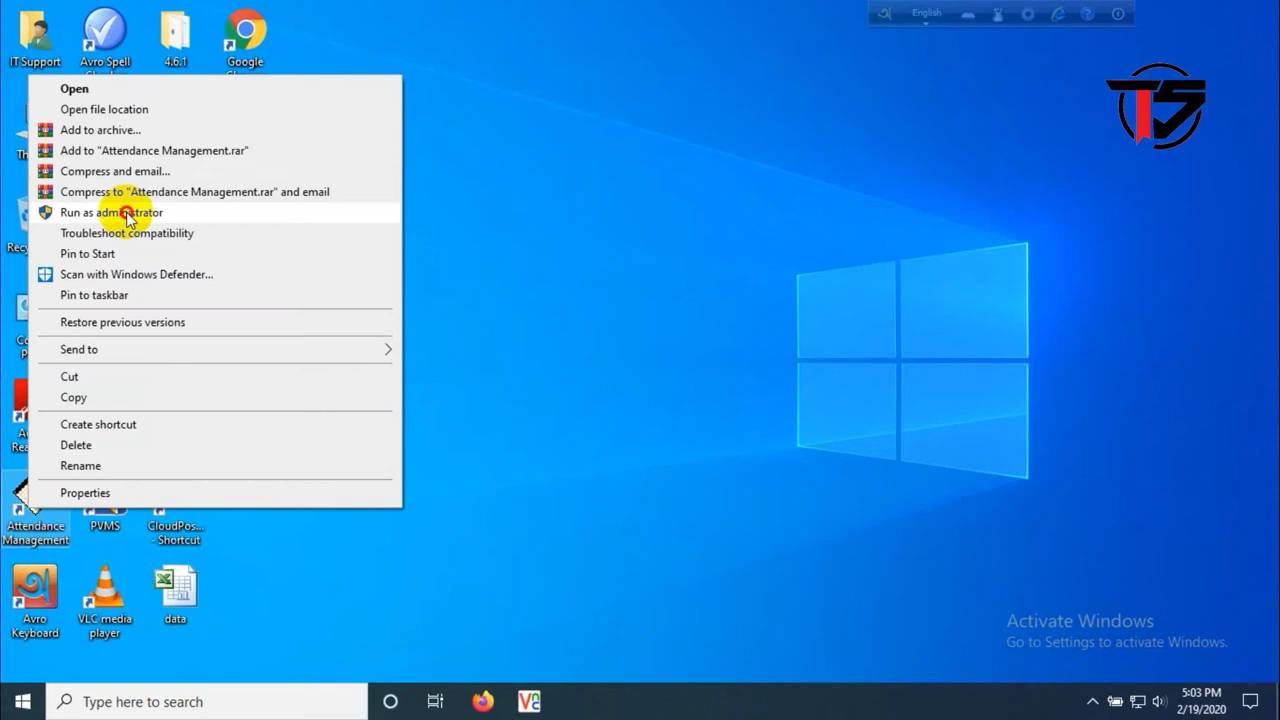 English
IT Support
Avro Spell
4.6.1
Google
Open
Open file location
Add to archive...
Add to "Attendance Management.rar"
Compress and email...
Compress to "Attendance Management.rar" and email
Run as administrator
Troubleshoot compatibility
Pin to Start
Scan with Windows Defender...
Pin to taskbar
Restore previous versions
Send to
Cut
Copy
Create shortcut
Delete
Rename
Properties
Attendance
Management
PVMS
CloudPos...
- Shortcut
Avro
Keyboard
VLC media
player
data
Activate Windows
Go to Settings to activate Windows.
Type here to search
5:03 PM
2/19/2020